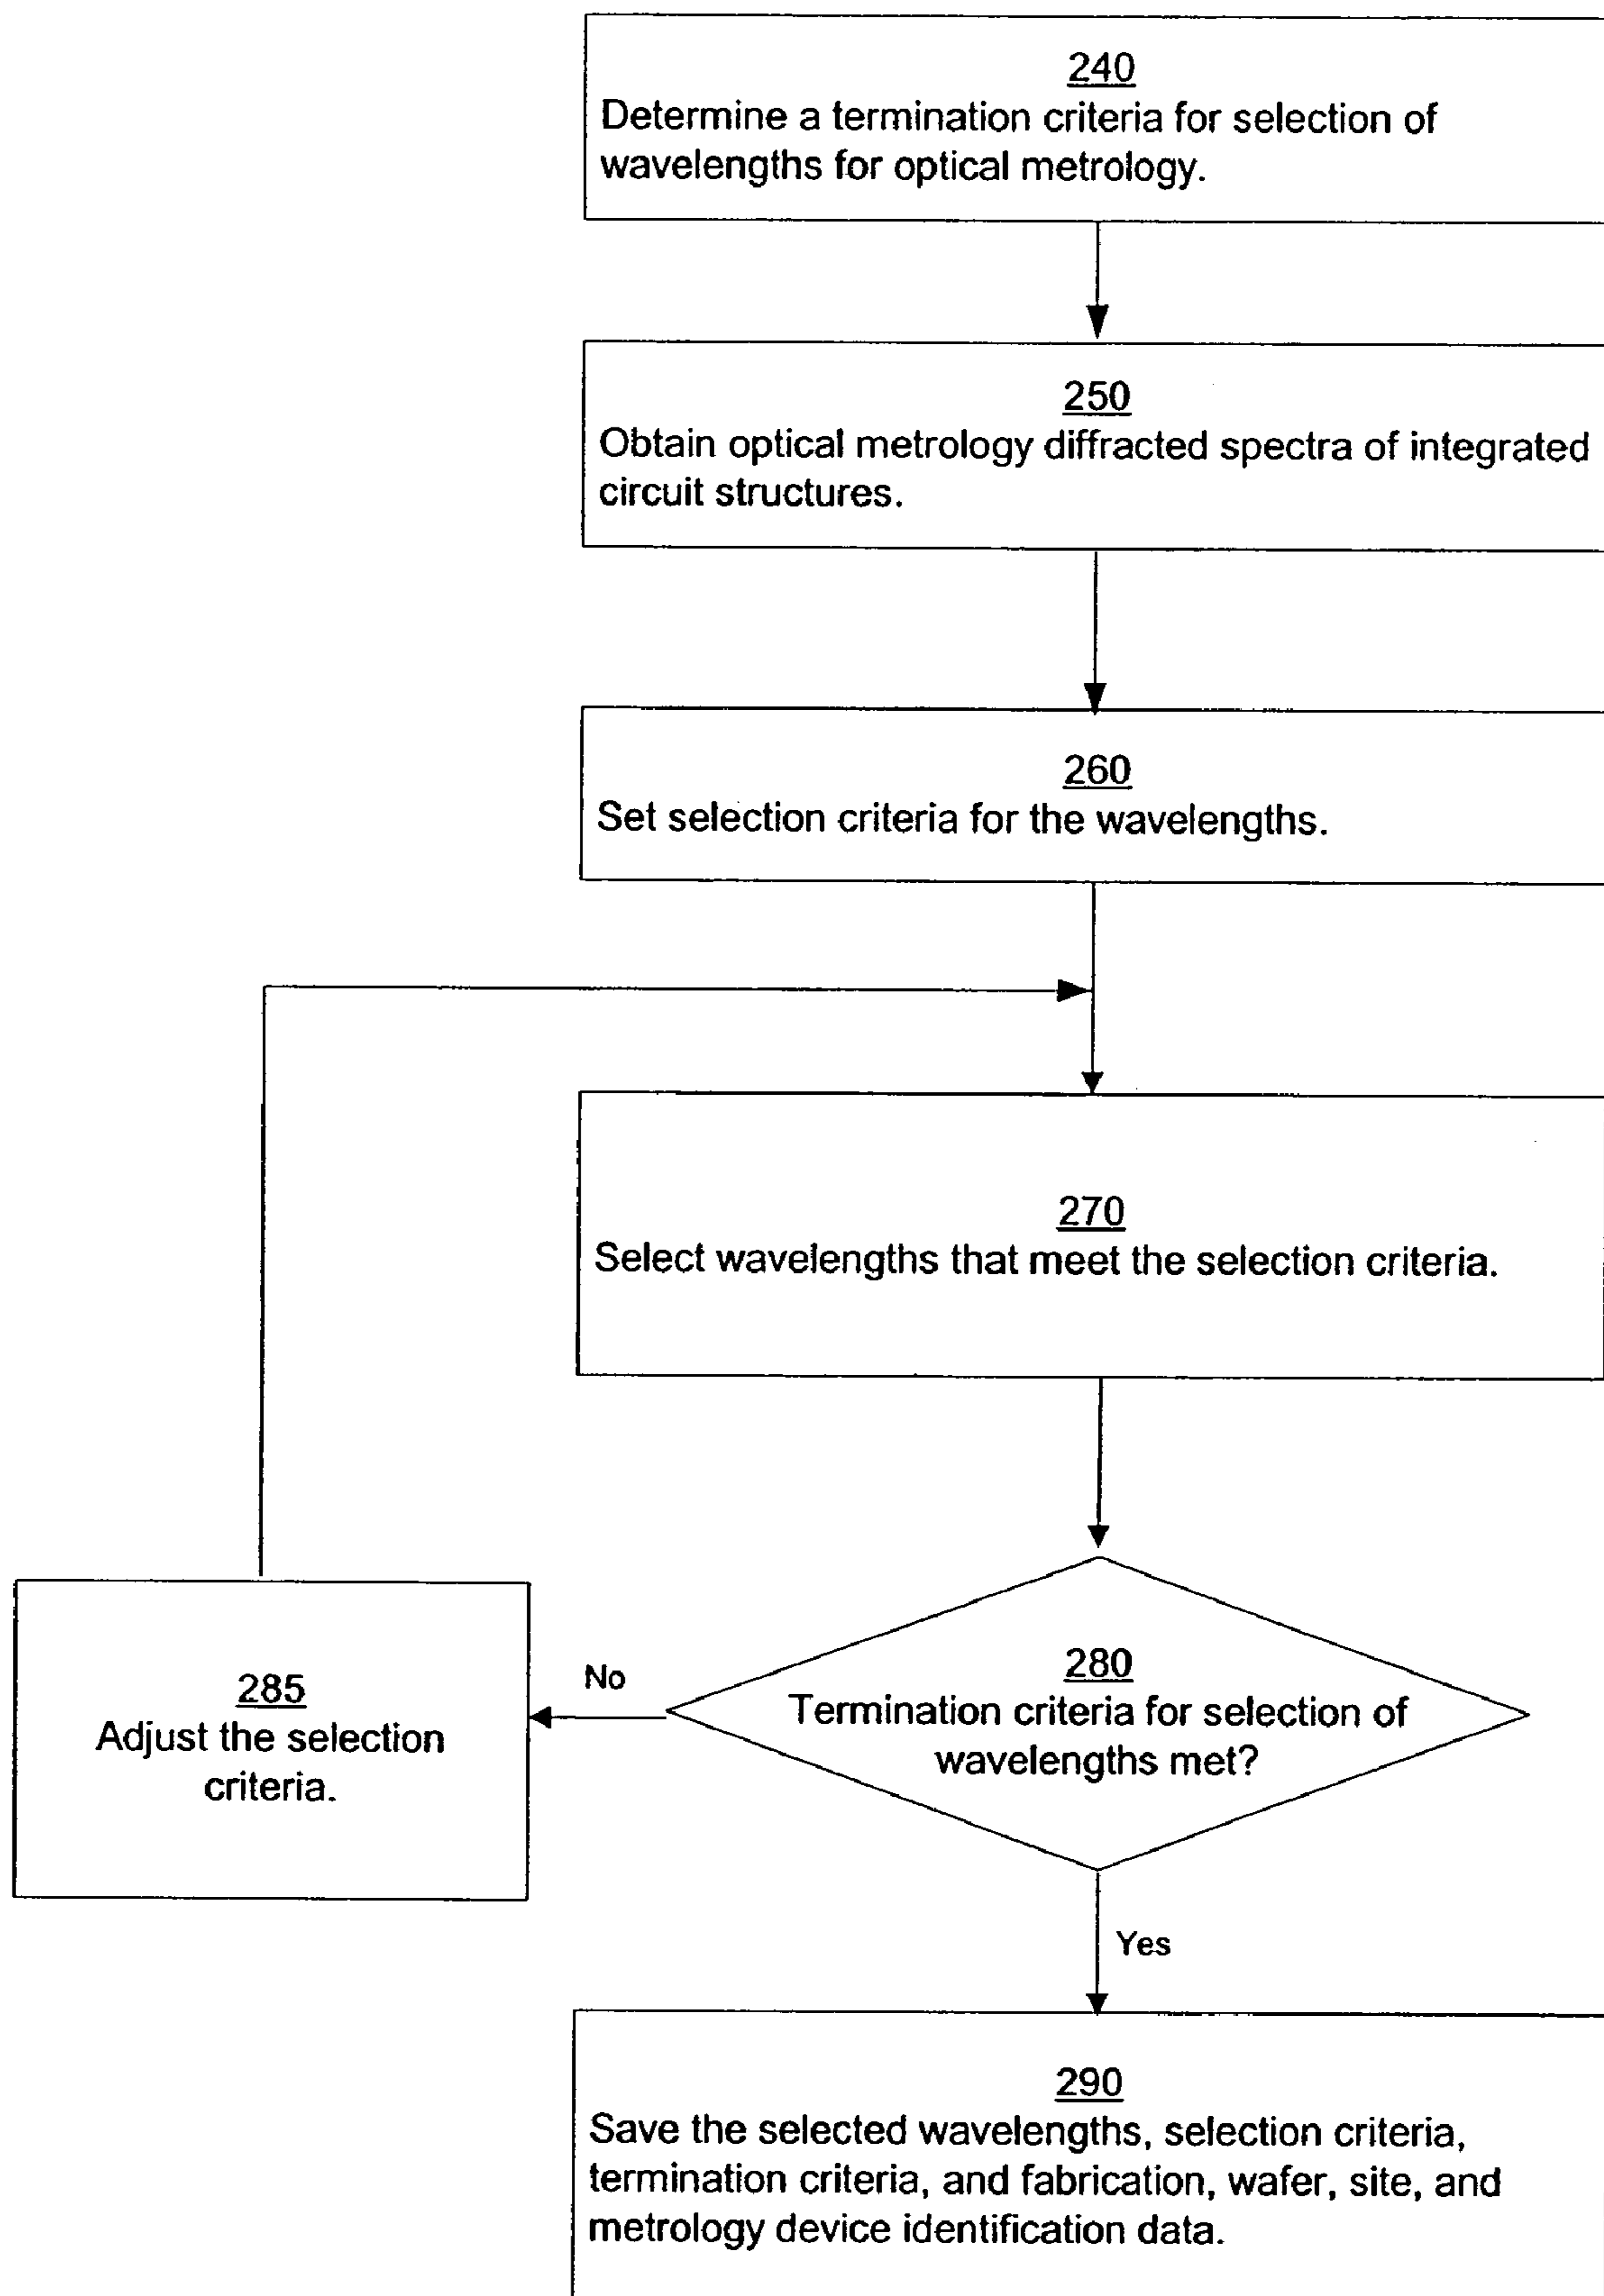 240
Determine a termination criteria for selection of
wavelengths for optical metrology.
250
Obtain optical metrology diffracted spectra of integrated
circuit structures.
260
Set selection criteria for the wavelengths.
270
Select wavelengths that meet the selection criteria.
280
Termination criteria for selection of
wavelengths met?
No
285
Adjust the selection
criteria.
Yes
290
Save the selected wavelengths, selection criteria,
termination criteria, and fabrication, wafer, site, and
metrology device identification data.